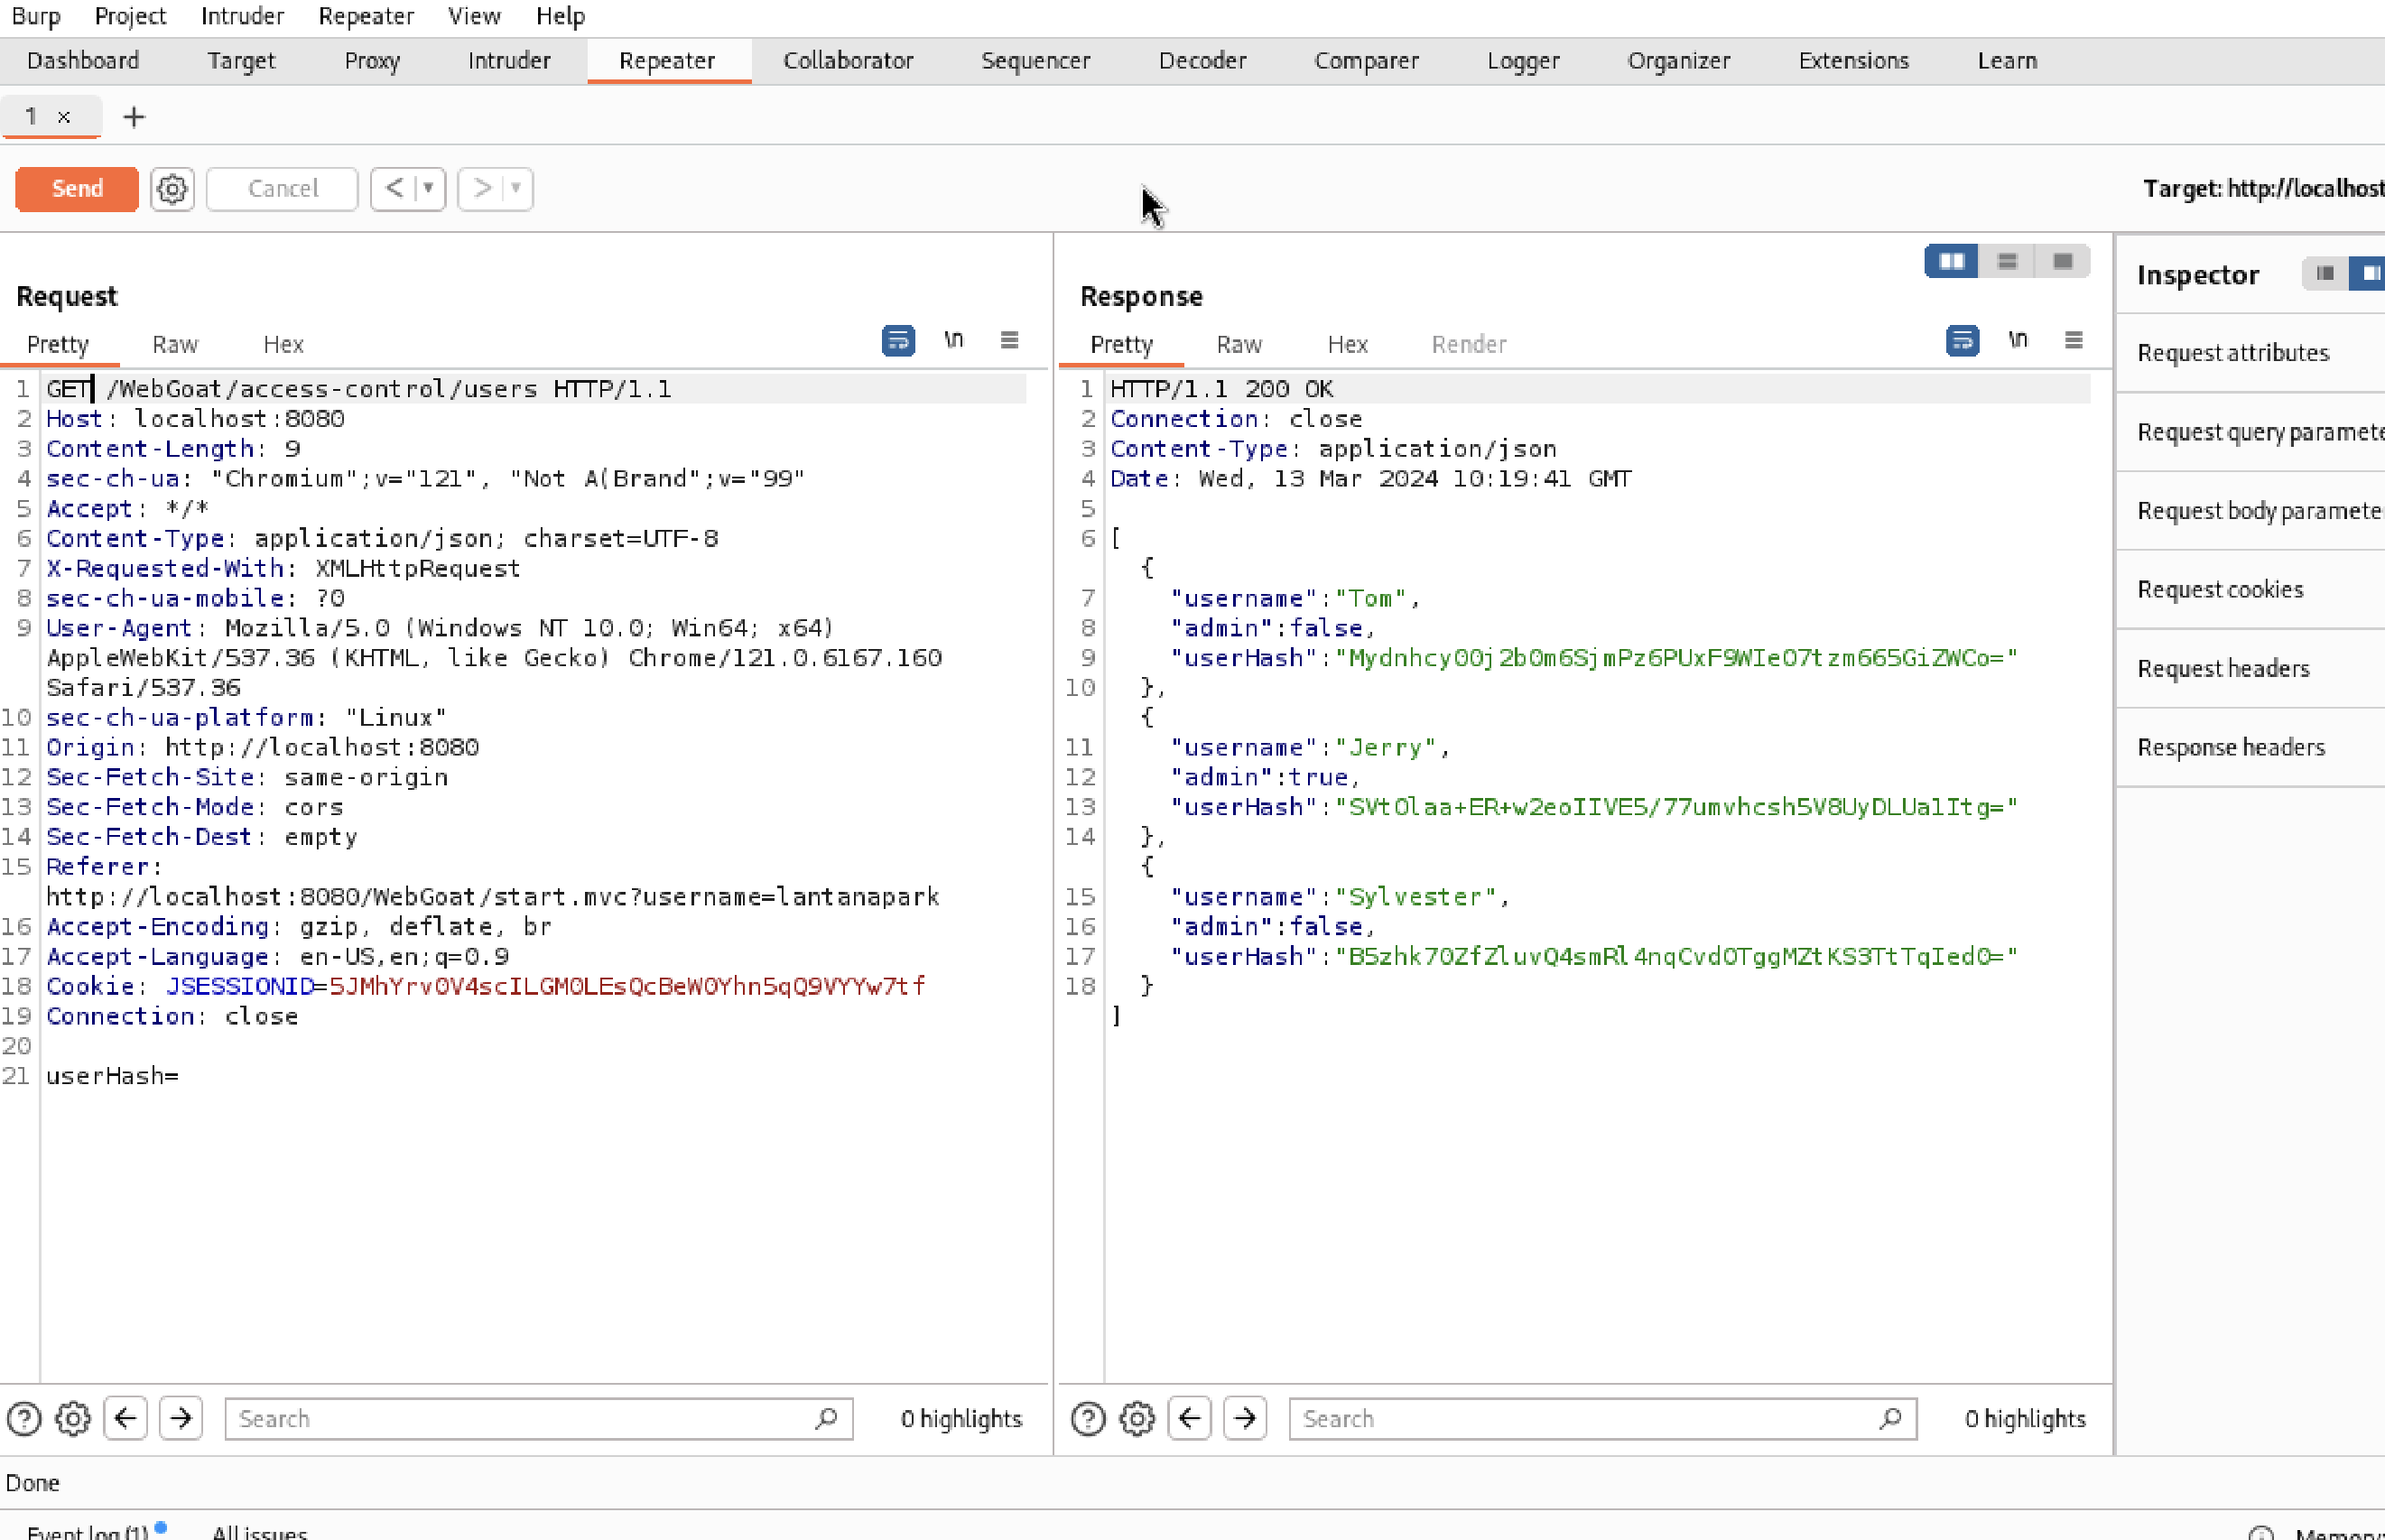 Burp Project Intruder Repeater View Help
Dashboard Target Proxy Intruder Repeater Collaborator Sequencer Decoder Comparer Logger Organizer Extensions Learn
1 × +
Send Cancel < ▼ > ▼ Target: http://localhost
Request
Pretty Raw Hex \n
1 GET /WebGoat/access-control/users HTTP/1.1
2 Host: localhost:8080
3 Content-Length: 9
4 sec-ch-ua: "Chromium";v="121", "Not A(Brand";v="99"
5 Accept: */*
6 Content-Type: application/json; charset=UTF-8
7 X-Requested-With: XMLHttpRequest
8 sec-ch-ua-mobile: ?0
9 User-Agent: Mozilla/5.0 (Windows NT 10.0; Win64; x64)
AppleWebKit/537.36 (KHTML, like Gecko) Chrome/121.0.6167.160
Safari/537.36
10 sec-ch-ua-platform: "Linux"
11 Origin: http://localhost:8080
12 Sec-Fetch-Site: same-origin
13 Sec-Fetch-Mode: cors
14 Sec-Fetch-Dest: empty
15 Referer:
http://localhost:8080/WebGoat/start.mvc?username=lantanapark
16 Accept-Encoding: gzip, deflate, br
17 Accept-Language: en-US,en;q=0.9
18 Cookie: JSESSIONID=5JMhYrv0V4scILGM0LEsQcBeW0Yhn5qQ9VYYw7tf
19 Connection: close
20
21 userHash=
Search 0 highlights
Response
Pretty Raw Hex Render \n
1 HTTP/1.1 200 OK
2 Connection: close
3 Content-Type: application/json
4 Date: Wed, 13 Mar 2024 10:19:41 GMT
5
6 [
{
7 "username":"Tom",
8 "admin":false,
9 "userHash":"Mydnhcy00j2b0m6SjmPz6PUxF9WIeO7tzm665GiZWCo="
10 },
{
11 "username":"Jerry",
12 "admin":true,
13 "userHash":"SVtOlaa+ER+w2eoIIVE5/77umvhcsh5V8UyDLUa1Itg="
14 },
{
15 "username":"Sylvester",
16 "admin":false,
17 "userHash":"B5zhk70ZfZluvQ4smRl4nqCvdOTggMZtKS3TtTqIed0="
18 }
]
Search 0 highlights
Inspector
Request attributes
Request query paramete
Request body paramete
Request cookies
Request headers
Response headers
Done
Event log (1) All issues Memory: